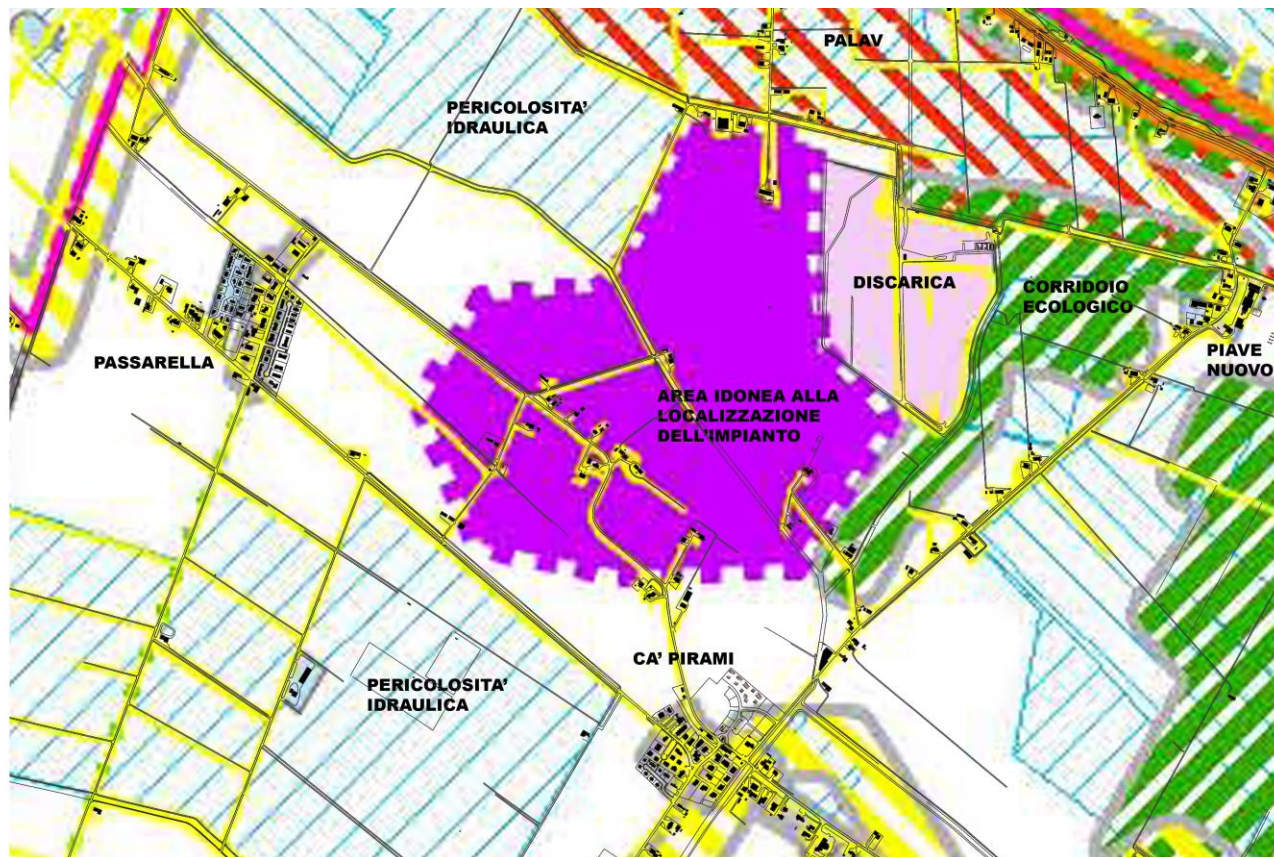 PALAV
PERICOLOSITA'
IDRAULICA
DISCARICA
CORRIDOIO
ECOLOGICO
PIAVE
NUOVO
PASSARELLA
AREA IDONEA ALLA
LOCALIZZAZIONE
DELL'IMPIANTO
CA' PIRAMI
PERICOLOSITA'
IDRAULICA